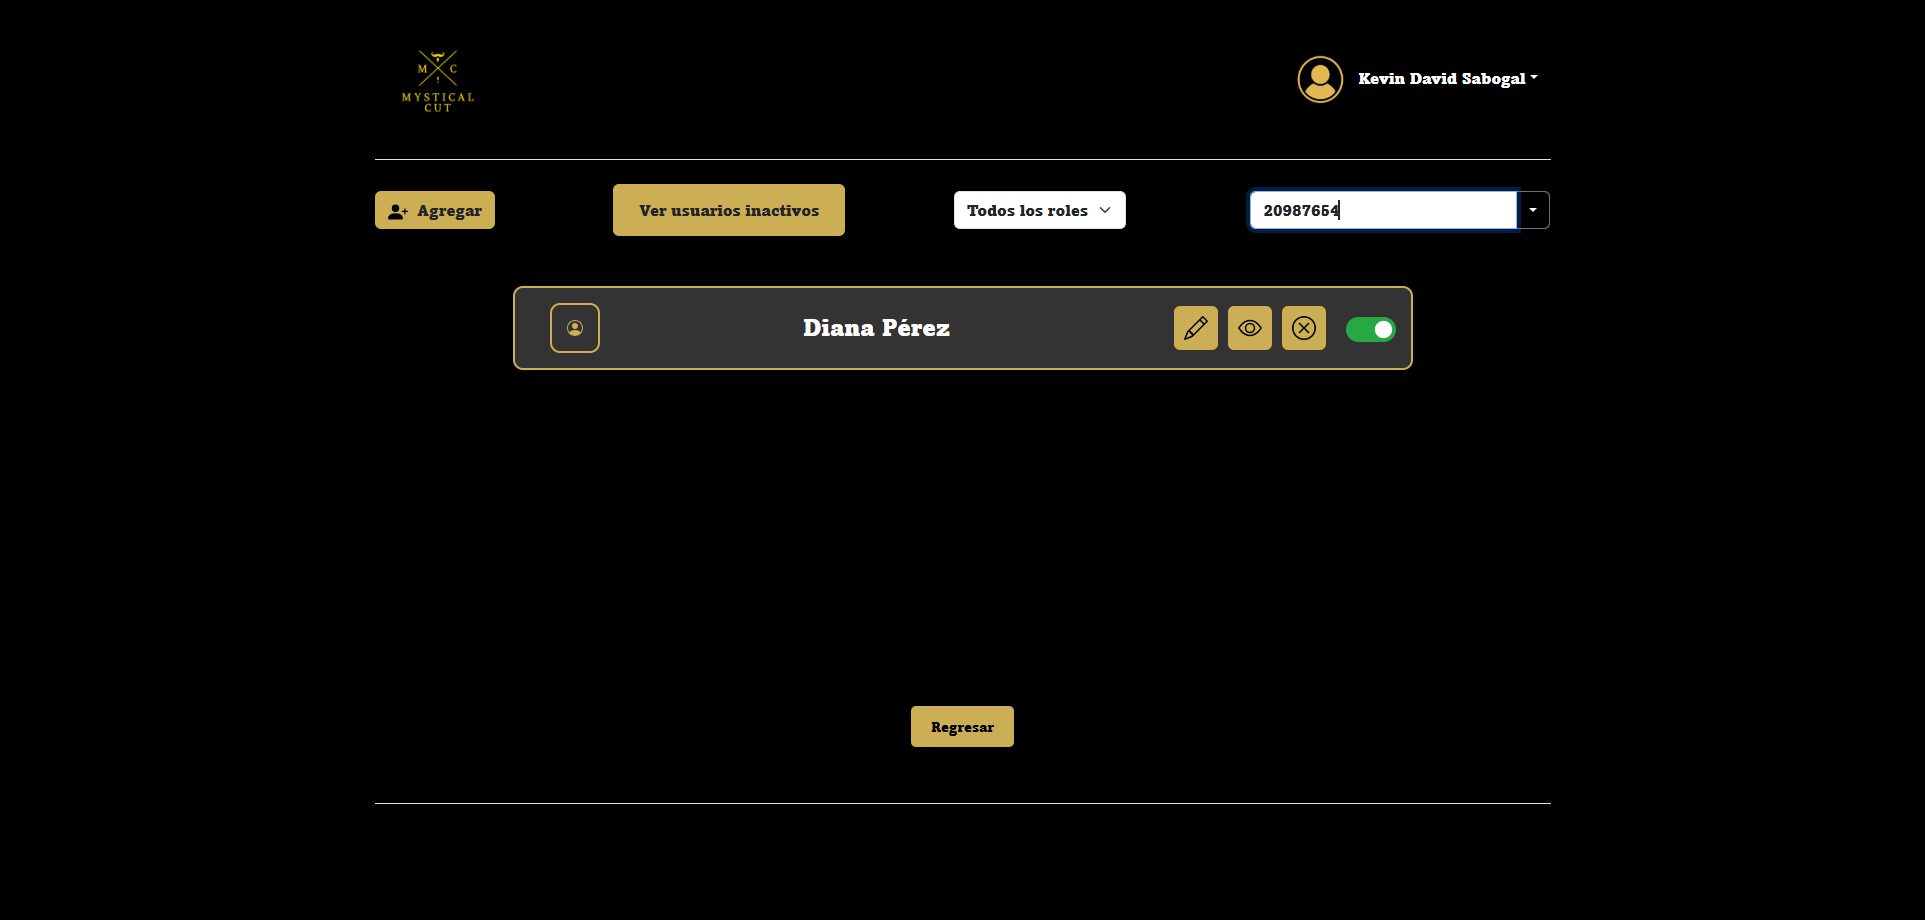 M C
MYSTICAL
CUT
Kevin David Sabogal
Agregar
Ver usuarios inactivos
Todos los roles
20987654
Diana Pérez
Regresar